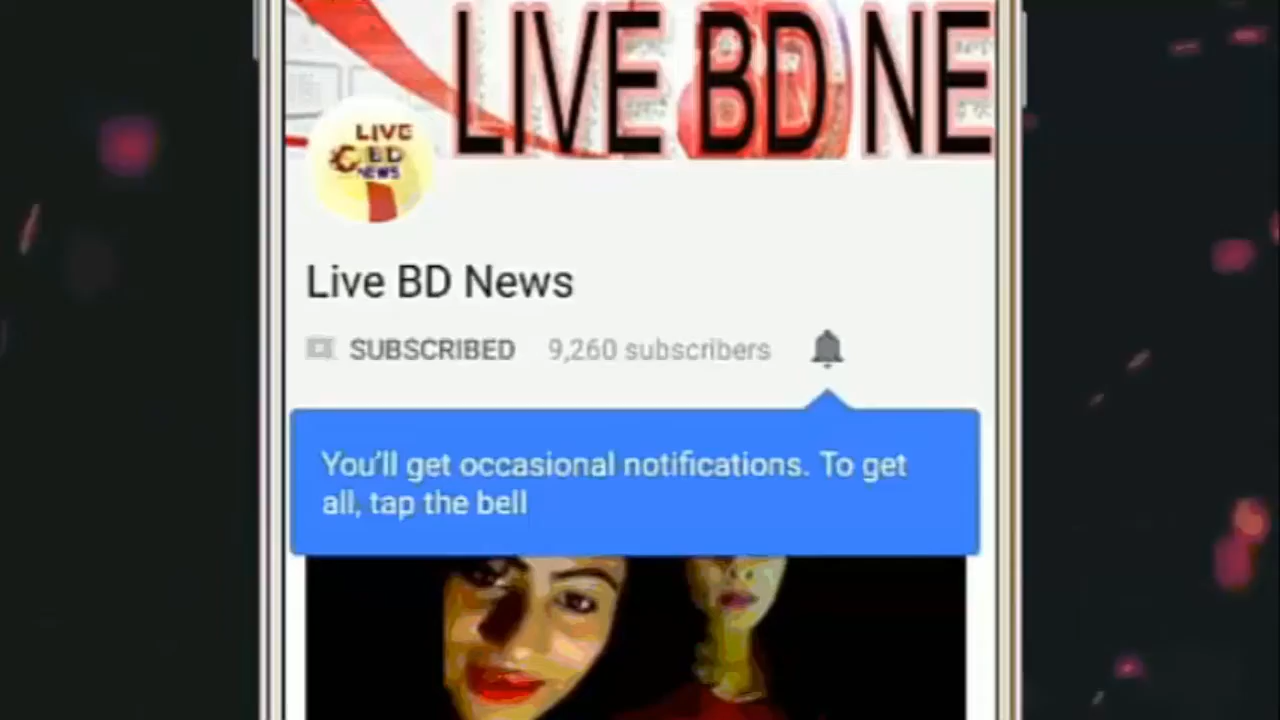 LIVE BD NE
LIVE
BD
NEWS
Live BD News
SUBSCRIBED 9,260 subscribers
You'll get occasional notifications. To get
all, tap the bell